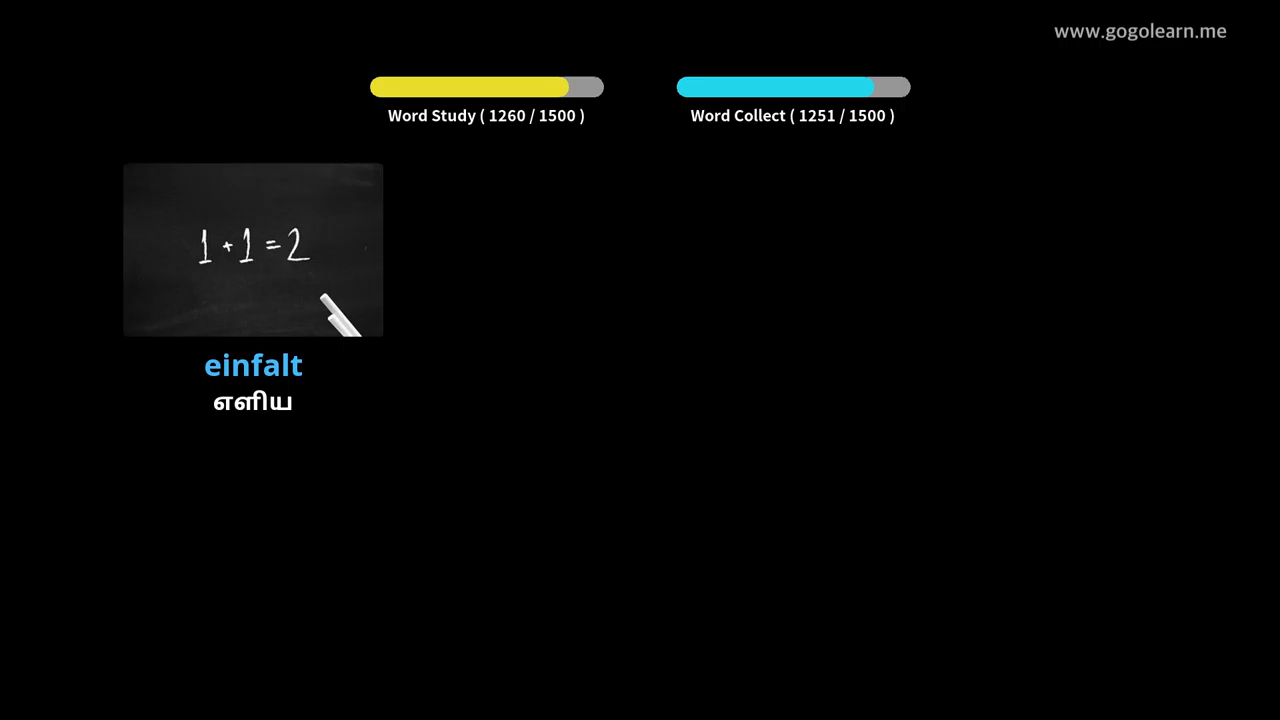 www.gogolearn.me
Word Study ( 1260 / 1500 )
Word Collect ( 1251 / 1500 )
1 + 1 = 2
einfalt
எளிய